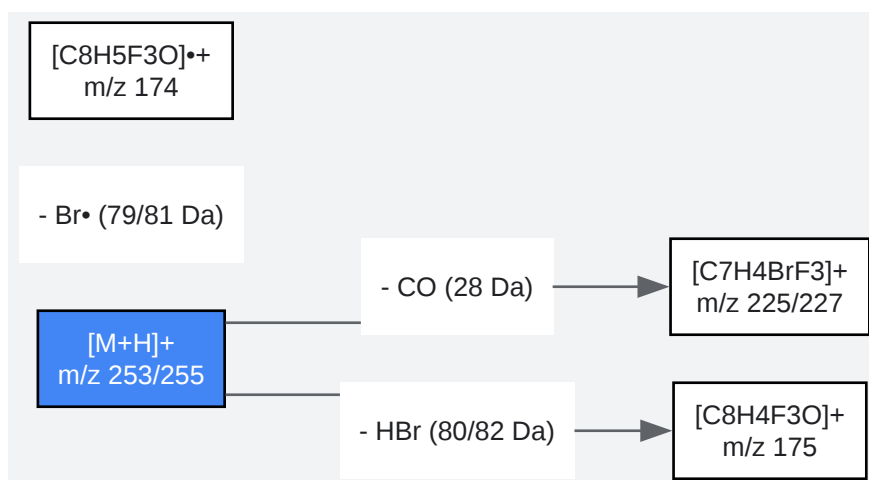 [C8H5F3O]•+
m/z 174
- Br• (79/81 Da)
- CO (28 Da)
[C7H4BrF3]+
m/z 225/227
[M+H]+
m/z 253/255
- HBr (80/82 Da)
[C8H4F3O]+
m/z 175